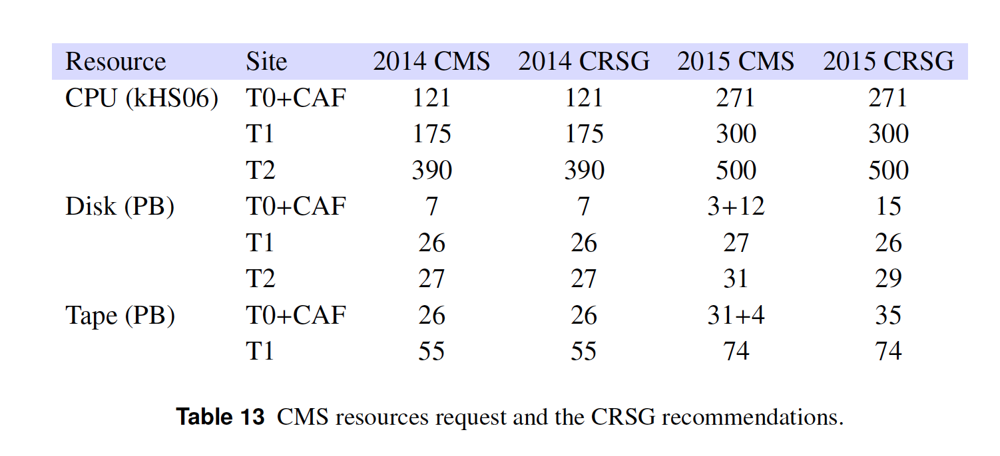 Resource Site 2014 CMS 2014 CRSG 2015 CMS 2015 CRSG
CPU (kHS06) T0+CAF 121 121 271 271
T1 175 175 300 300
T2 390 390 500 500
Disk (PB) T0+CAF 7 7 3+12 15
T1 26 26 27 26
T2 27 27 31 29
Tape (PB) T0+CAF 26 26 31+4 35
T1 55 55 74 74
Table 13 CMS resources request and the CRSG recommendations.